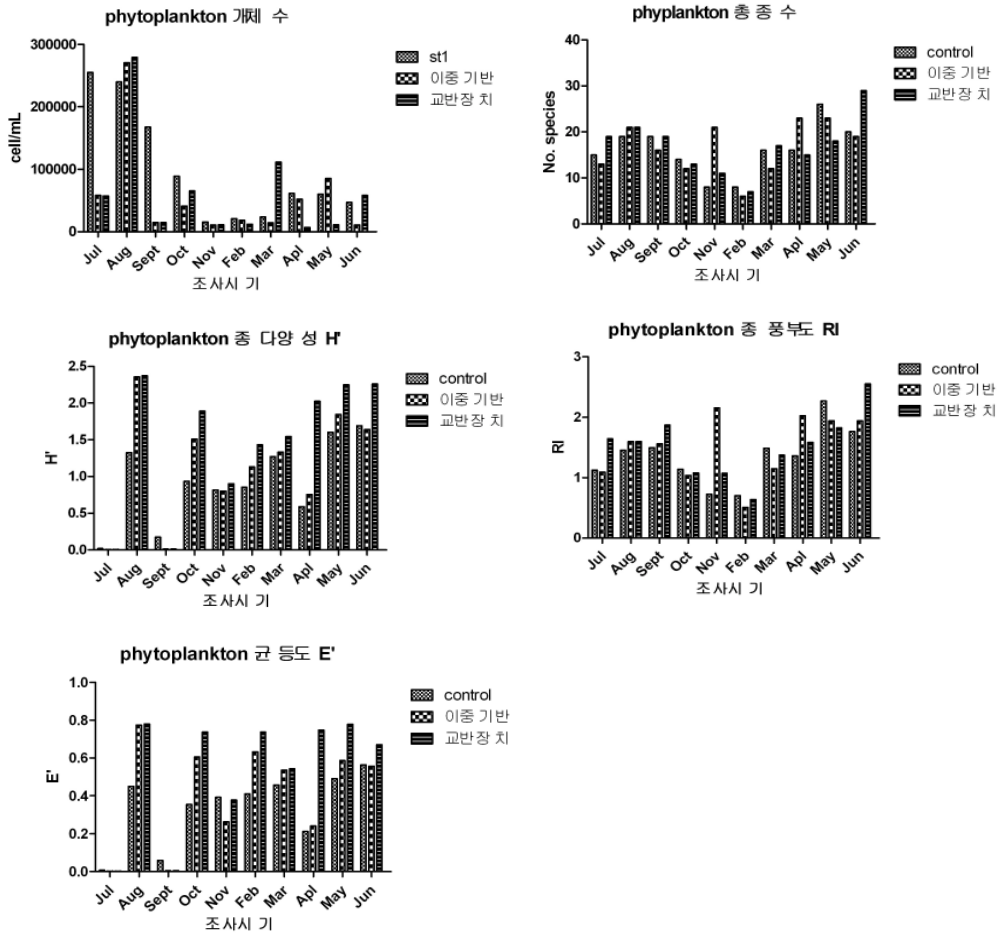 phytoplankton 개체 수
300000
200000
100000
0
cell/mL
Jul Aug Sept Oct Nov Feb Mar Apl May Jun
조사시 기
st1
이중 기반
교반장 치
phyplankton 총 종 수
40
30
20
10
0
No. species
Jul Aug Sept Oct Nov Feb Mar Apl May Jun
조사시 기
control
이중 기반
교반장 치
phytoplankton 종 다양 성 H'
2.5
2.0
1.5
1.0
0.5
0.0
H'
Jul Aug Sept Oct Nov Feb Mar Apl May Jun
조사시 기
control
이중 기반
교반장 치
phytoplankton 종 풍부도 RI
3
2
1
0
RI
Jul Aug Sept Oct Nov Feb Mar Apl May Jun
조사시 기
control
이중 기반
교반장 치
phytoplankton 균 등도 E'
1.0
0.8
0.6
0.4
0.2
0.0
E'
Jul Aug Sept Oct Nov Feb Mar Apl May Jun
조사시 기
control
이중 기반
교반장 치